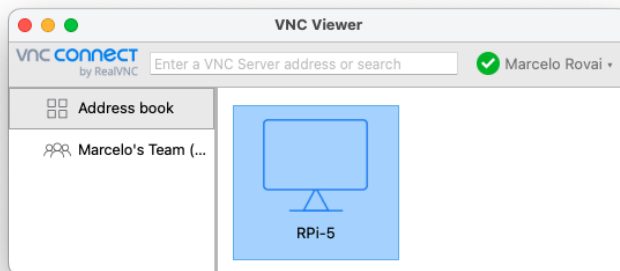 VNC Viewer
VNC CONNECT
by RealVNC
Enter a VNC Server address or search
Marcelo Rovai
Address book
Marcelo's Team (...
RPi-5